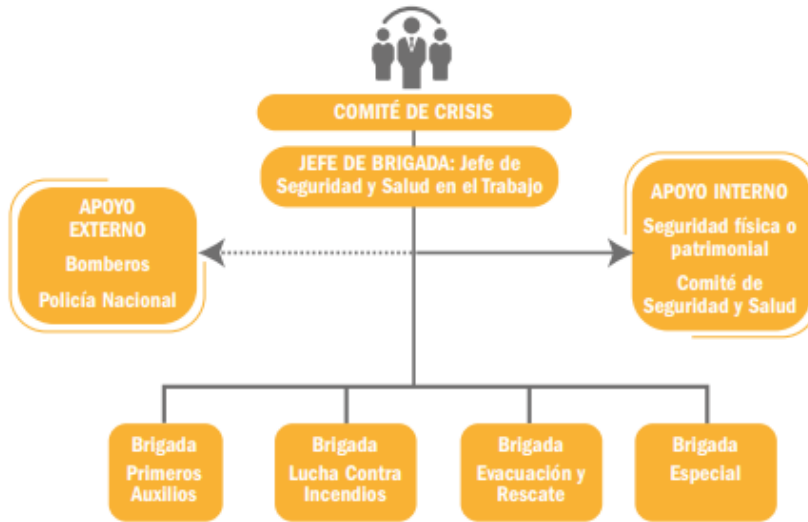 COMITÉ DE CRISIS
JEFE DE BRIGADA: Jefe de
Seguridad y Salud en el Trabajo
APOYO
EXTERNO
Bomberos
Policía Nacional
APOYO INTERNO
Seguridad física o
patrimonial
Comité de
Seguridad y Salud
Brigada
Primeros
Auxilios
Brigada
Lucha Contra
Incendios
Brigada
Evacuación y
Rescate
Brigada
Especial